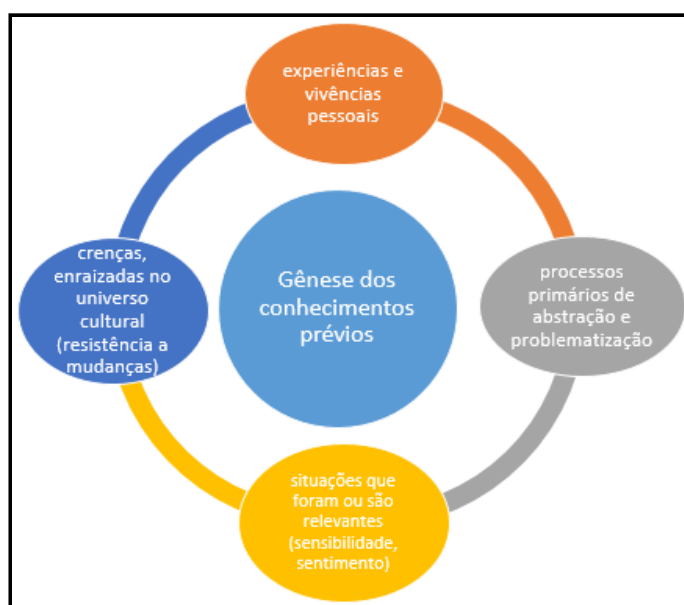 experiências e
vivências
pessoais
crenças,
enraizadas no
universo
cultural
(resistência a
mudanças)
Gênese dos
conhecimentos
prévios
processos
primários de
abstração e
problematização
situações que
foram ou são
relevantes
(sensibilidade,
sentimento)